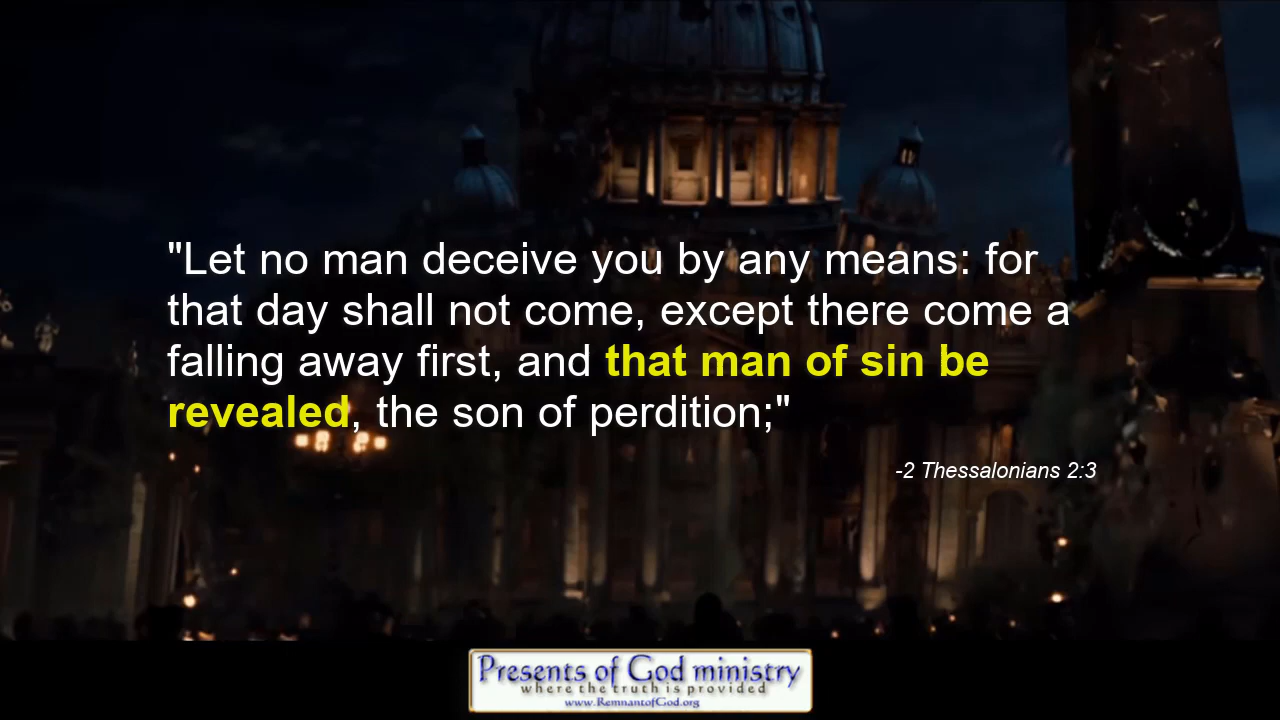 "Let no man deceive you by any means: for
that day shall not come, except there come a
falling away first, and that man of sin be
revealed, the son of perdition;"
-2 Thessalonians 2:3
Presents of God ministry
where the truth is provided
www.RemnantofGod.org